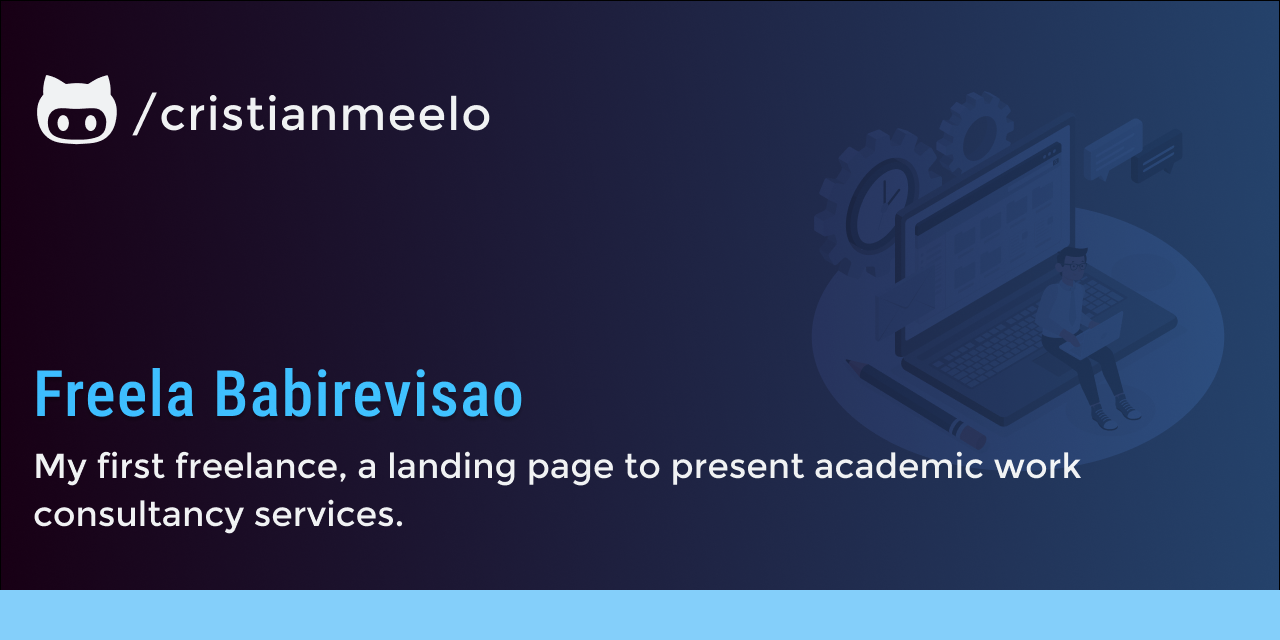 /cristianmeelo
Freela Babirevisao
My first freelance, a landing page to present academic work
consultancy services.